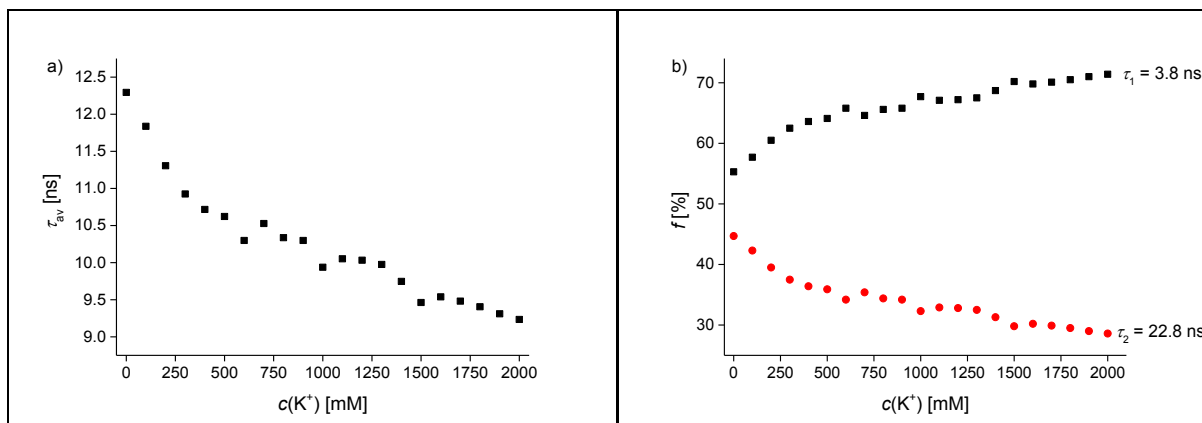 a)
τav [ns]
12.5
12.0
11.5
11.0
10.5
10.0
9.5
9.0
0 250 500 750 1000 1250 1500 1750 2000
c(K+) [mM]
b)
f [%]
70
60
50
40
30
τ1 = 3.8 ns
τ2 = 22.8 ns
0 250 500 750 1000 1250 1500 1750 2000
c(K+) [mM]